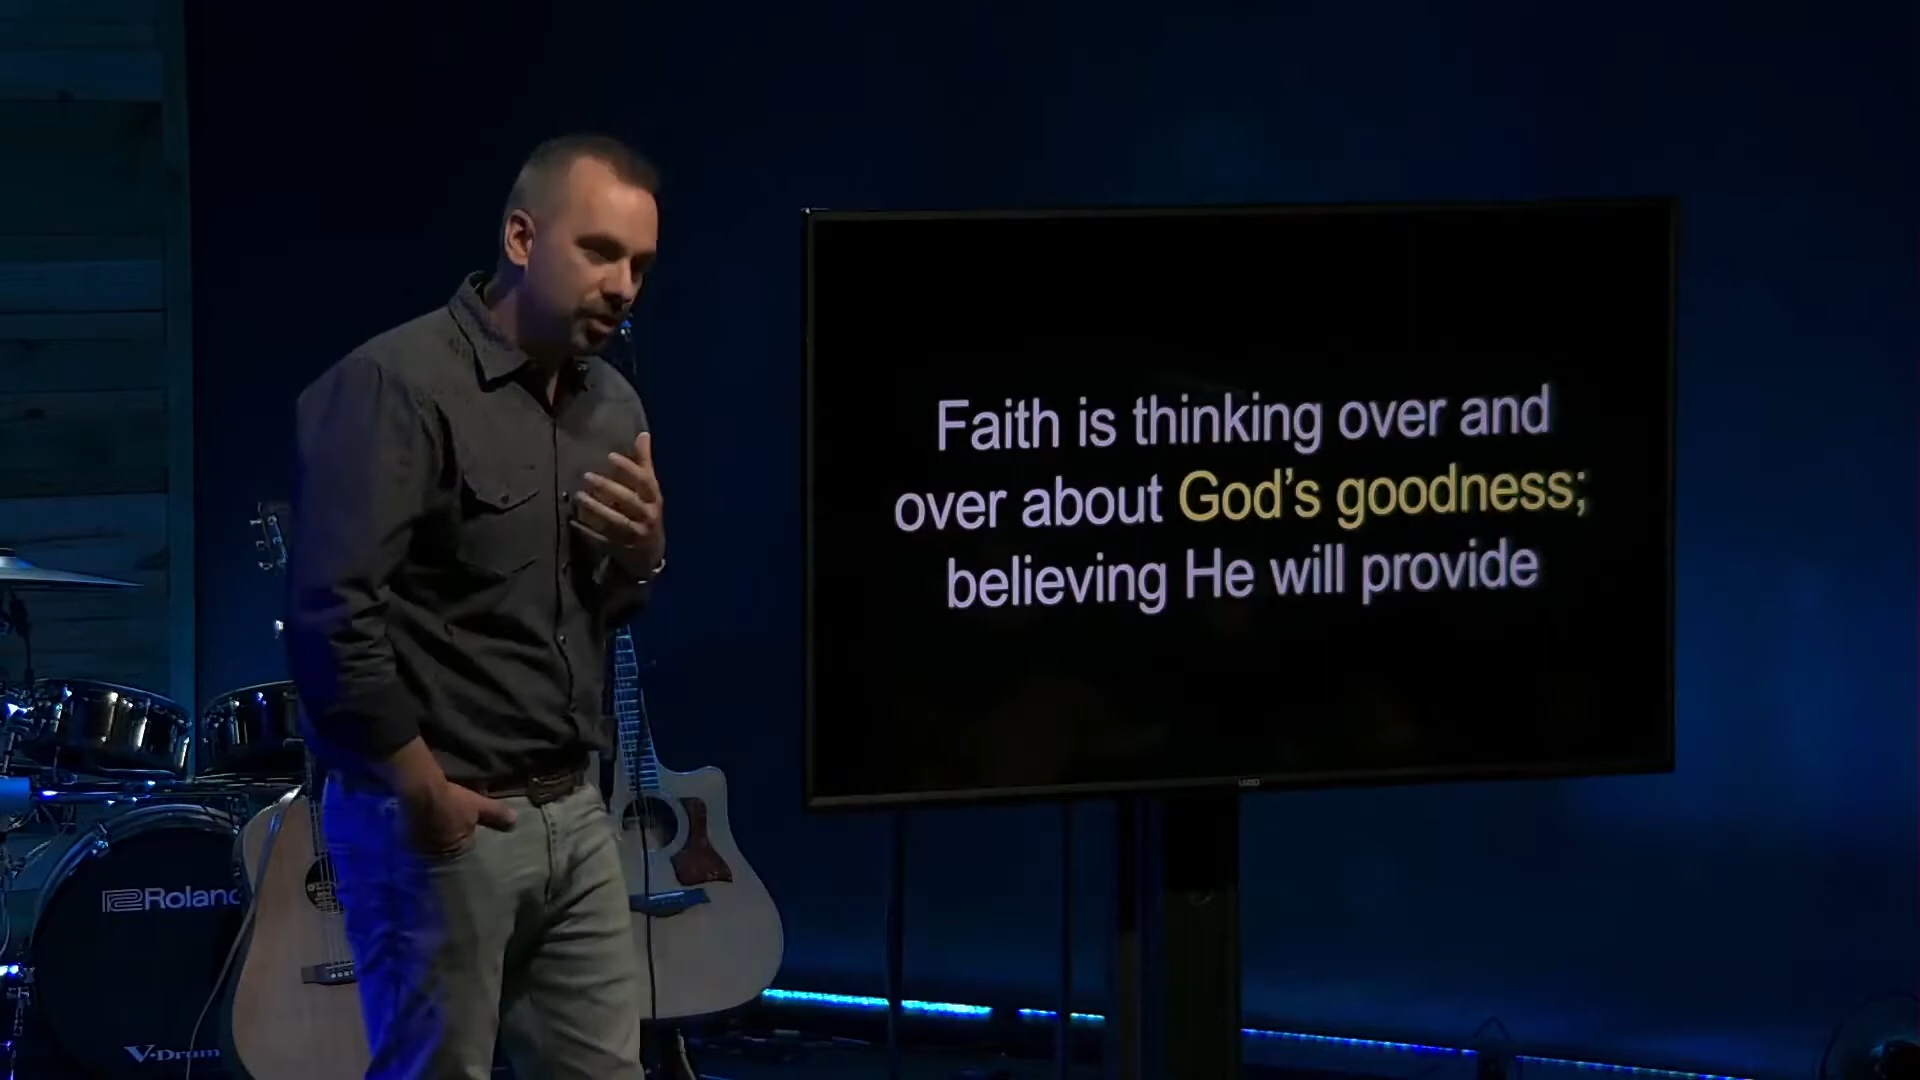 Faith is thinking over and
over about God's goodness;
believing He will provide
Roland
V-Drum